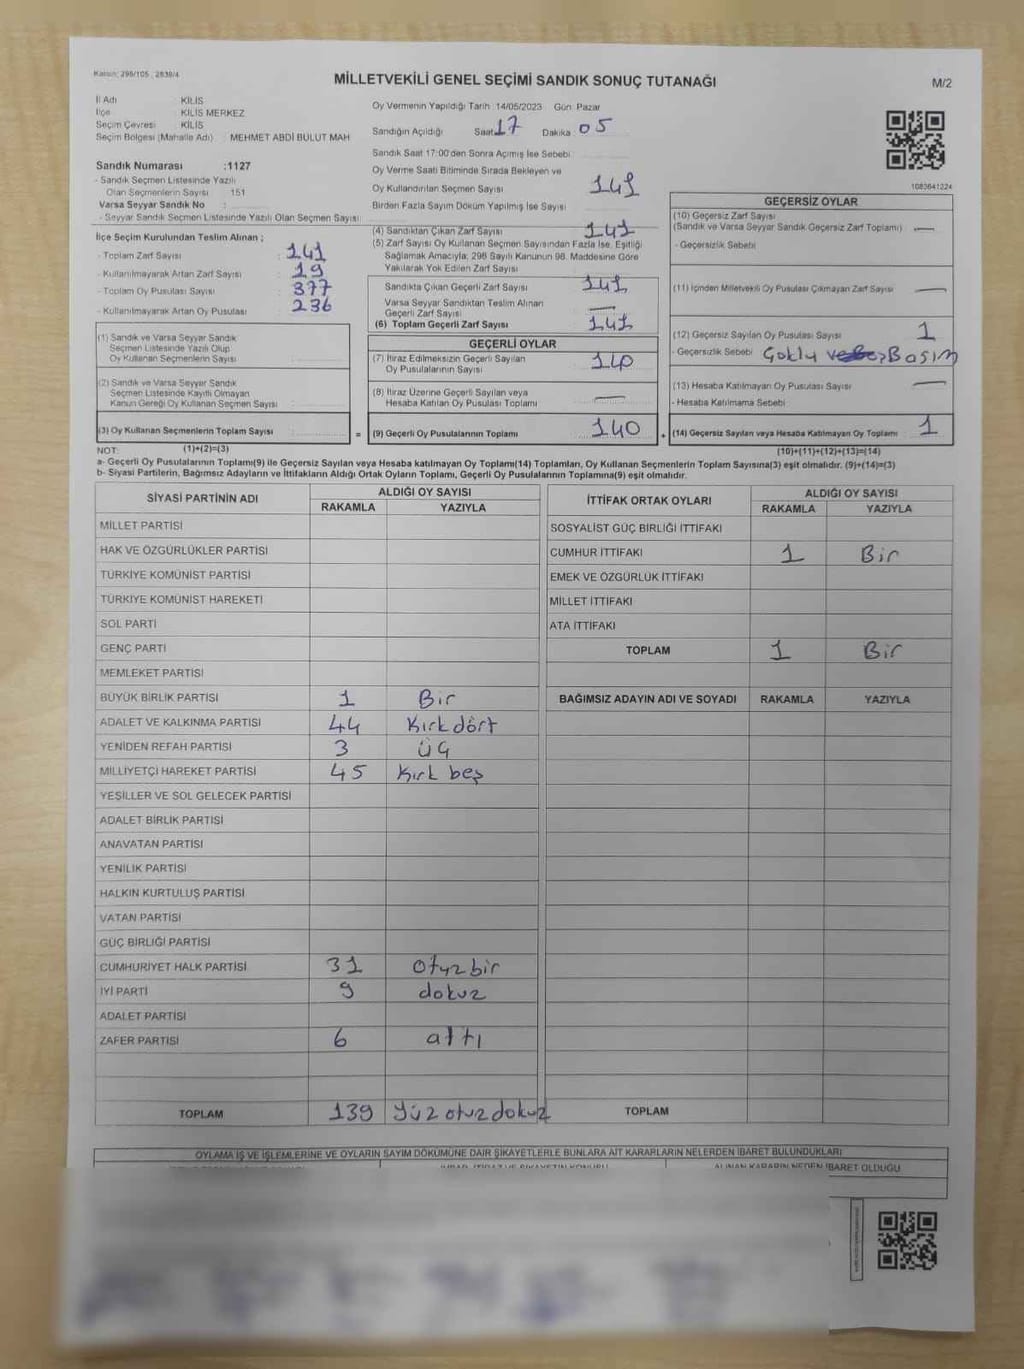 Kanun: 298/105, 2839/4
MİLLETVEKİLİ GENEL SEÇİMİ SANDIK SONUÇ TUTANAĞI
M/2
İl Adı KİLİS
İlçe KİLİS MERKEZ
Seçim Çevresi KİLİS
Seçim Bölgesi (Mahalle Adı) : MEHMET ABDİ BULUT MAH
Sandık Numarası :1127
- Sandık Seçmen Listesinde Yazılı
Olan Seçmenlerin Sayısı : 151
Varsa Seyyar Sandık No :
- Seyyar Sandık Seçmen Listesinde Yazılı Olan Seçmen Sayısı:
İlçe Seçim Kurulundan Teslim Alınan ;
- Toplam Zarf Sayısı : 141
- Kullanılmayarak Artan Zarf Sayısı : 19
- Toplam Oy Pusulası Sayısı : 377
- Kullanılmayarak Artan Oy Pusulası : 236
(1) Sandık ve Varsa Seyyar Sandık
Seçmen Listesinde Yazılı Olup
Oy Kullanan Seçmenlerin Sayısı
(2) Sandık ve Varsa Seyyar Sandık
Seçmen Listesinde Kayıtlı Olmayan
Kanun Gereği Oy Kullanan Seçmen Sayısı
(3) Oy Kullanan Seçmenlerin Toplam Sayısı
Oy Vermenin Yapıldığı Tarih 14/05/2023 Gün Pazar
Sandığın Açıldığı Saat 17 Dakika 05
Sandık Saat 17:00'den Sonra Açımış İse Sebebi
Oy Verme Saati Bitiminde Sırada Bekleyen ve
Oy Kullandırılan Seçmen Sayısı 141
Birden Fazla Sayım Döküm Yapılmış İse Sayısı
(4) Sandıktan Çıkan Zarf Sayısı 141
(5) Zarf Sayısı Oy Kullanan Seçmen Sayısından Fazla İse, Eşitliği
Sağlamak Amacıyla; 298 Sayılı Kanunun 98. Maddesine Göre
Yakılarak Yok Edilen Zarf Sayısı
Sandıkta Çıkan Geçerli Zarf Sayısı 141
Varsa Seyyar Sandıktan Teslim Alınan
Geçerli Zarf Sayısı —
(6) Toplam Geçerli Zarf Sayısı 141
GEÇERLİ OYLAR
(7) İtiraz Edilmeksizin Geçerli Sayılan
Oy Pusulalarının Sayısı 140
(8) İtiraz Üzerine Geçerli Sayılan veya
Hesaba Katılan Oy Pusulası Toplamı —
= (9) Geçerli Oy Pusulalarının Toplamı 140
1083641224
GEÇERSİZ OYLAR
(10) Geçersiz Zarf Sayısı
(Sandık ve Varsa Seyyar Sandık Geçersiz Zarf Toplamı) —
- Geçersizlik Sebebi
(11) İçinden Milletvekili Oy Pusulası Çıkmayan Zarf Sayısı —
(12) Geçersiz Sayılan Oy Pusulası Sayısı 1
- Geçersizlik Sebebi Çoklu Basım
(13) Hesaba Katılmayan Oy Pusulası Sayısı —
- Hesaba Katılmama Sebebi
+ (14) Geçersiz Sayılan veya Hesaba Katılmayan Oy Toplamı 1
NOT: (1)+(2)=(3) (10)+(11)+(12)+(13)=(14)
a- Geçerli Oy Pusulalarının Toplamı(9) ile Geçersiz Sayılan veya Hesaba katılmayan Oy Toplamı(14) Toplamları, Oy Kullanan Seçmenlerin Toplam Sayısına(3) eşit olmalıdır. (9)+(14)=(3)
b- Siyasi Partilerin, Bağımsız Adayların ve İttifakların Aldığı Ortak Oyların Toplamı, Geçerli Oy Pusulalarının Toplamına(9) eşit olmalıdır.
SİYASİ PARTİNİN ADI ALDIĞI OY SAYISI
RAKAMLA YAZIYLA
MİLLET PARTİSİ
HAK VE ÖZGÜRLÜKLER PARTİSİ
TÜRKİYE KOMÜNİST PARTİSİ
TÜRKİYE KOMÜNİST HAREKETİ
SOL PARTİ
GENÇ PARTİ
MEMLEKET PARTİSİ
BÜYÜK BİRLİK PARTİSİ 1 Bir
ADALET VE KALKINMA PARTİSİ 44 Kırk dört
YENİDEN REFAH PARTİSİ 3 üç
MİLLİYETÇİ HAREKET PARTİSİ 45 Kırk beş
YEŞİLLER VE SOL GELECEK PARTİSİ
ADALET BİRLİK PARTİSİ
ANAVATAN PARTİSİ
YENİLİK PARTİSİ
HALKIN KURTULUŞ PARTİSİ
VATAN PARTİSİ
GÜÇ BİRLİĞİ PARTİSİ
CUMHURİYET HALK PARTİSİ 31 Otuz bir
İYİ PARTİ 9 dokuz
ADALET PARTİSİ
ZAFER PARTİSİ 6 altı
TOPLAM 139 Yüz otuz dokuz
İTTİFAK ORTAK OYLARI ALDIĞI OY SAYISI
RAKAMLA YAZIYLA
SOSYALİST GÜÇ BİRLİĞİ İTTİFAKI
CUMHUR İTTİFAKI 1 Bir
EMEK VE ÖZGÜRLÜK İTTİFAKI
MİLLET İTTİFAKI
ATA İTTİFAKI
TOPLAM 1 Bir
BAĞIMSIZ ADAYIN ADI VE SOYADI RAKAMLA YAZIYLA
TOPLAM
OYLAMA İŞ VE İŞLEMLERİNE VE OYLARIN SAYIM DÖKÜMÜNE DAİR ŞİKAYETLERLE BUNLARA AİT KARARLARIN NELERDEN İBARET BULUNDUKLARI
ALINAN KARARIN NEDEN İBARET OLDUĞU